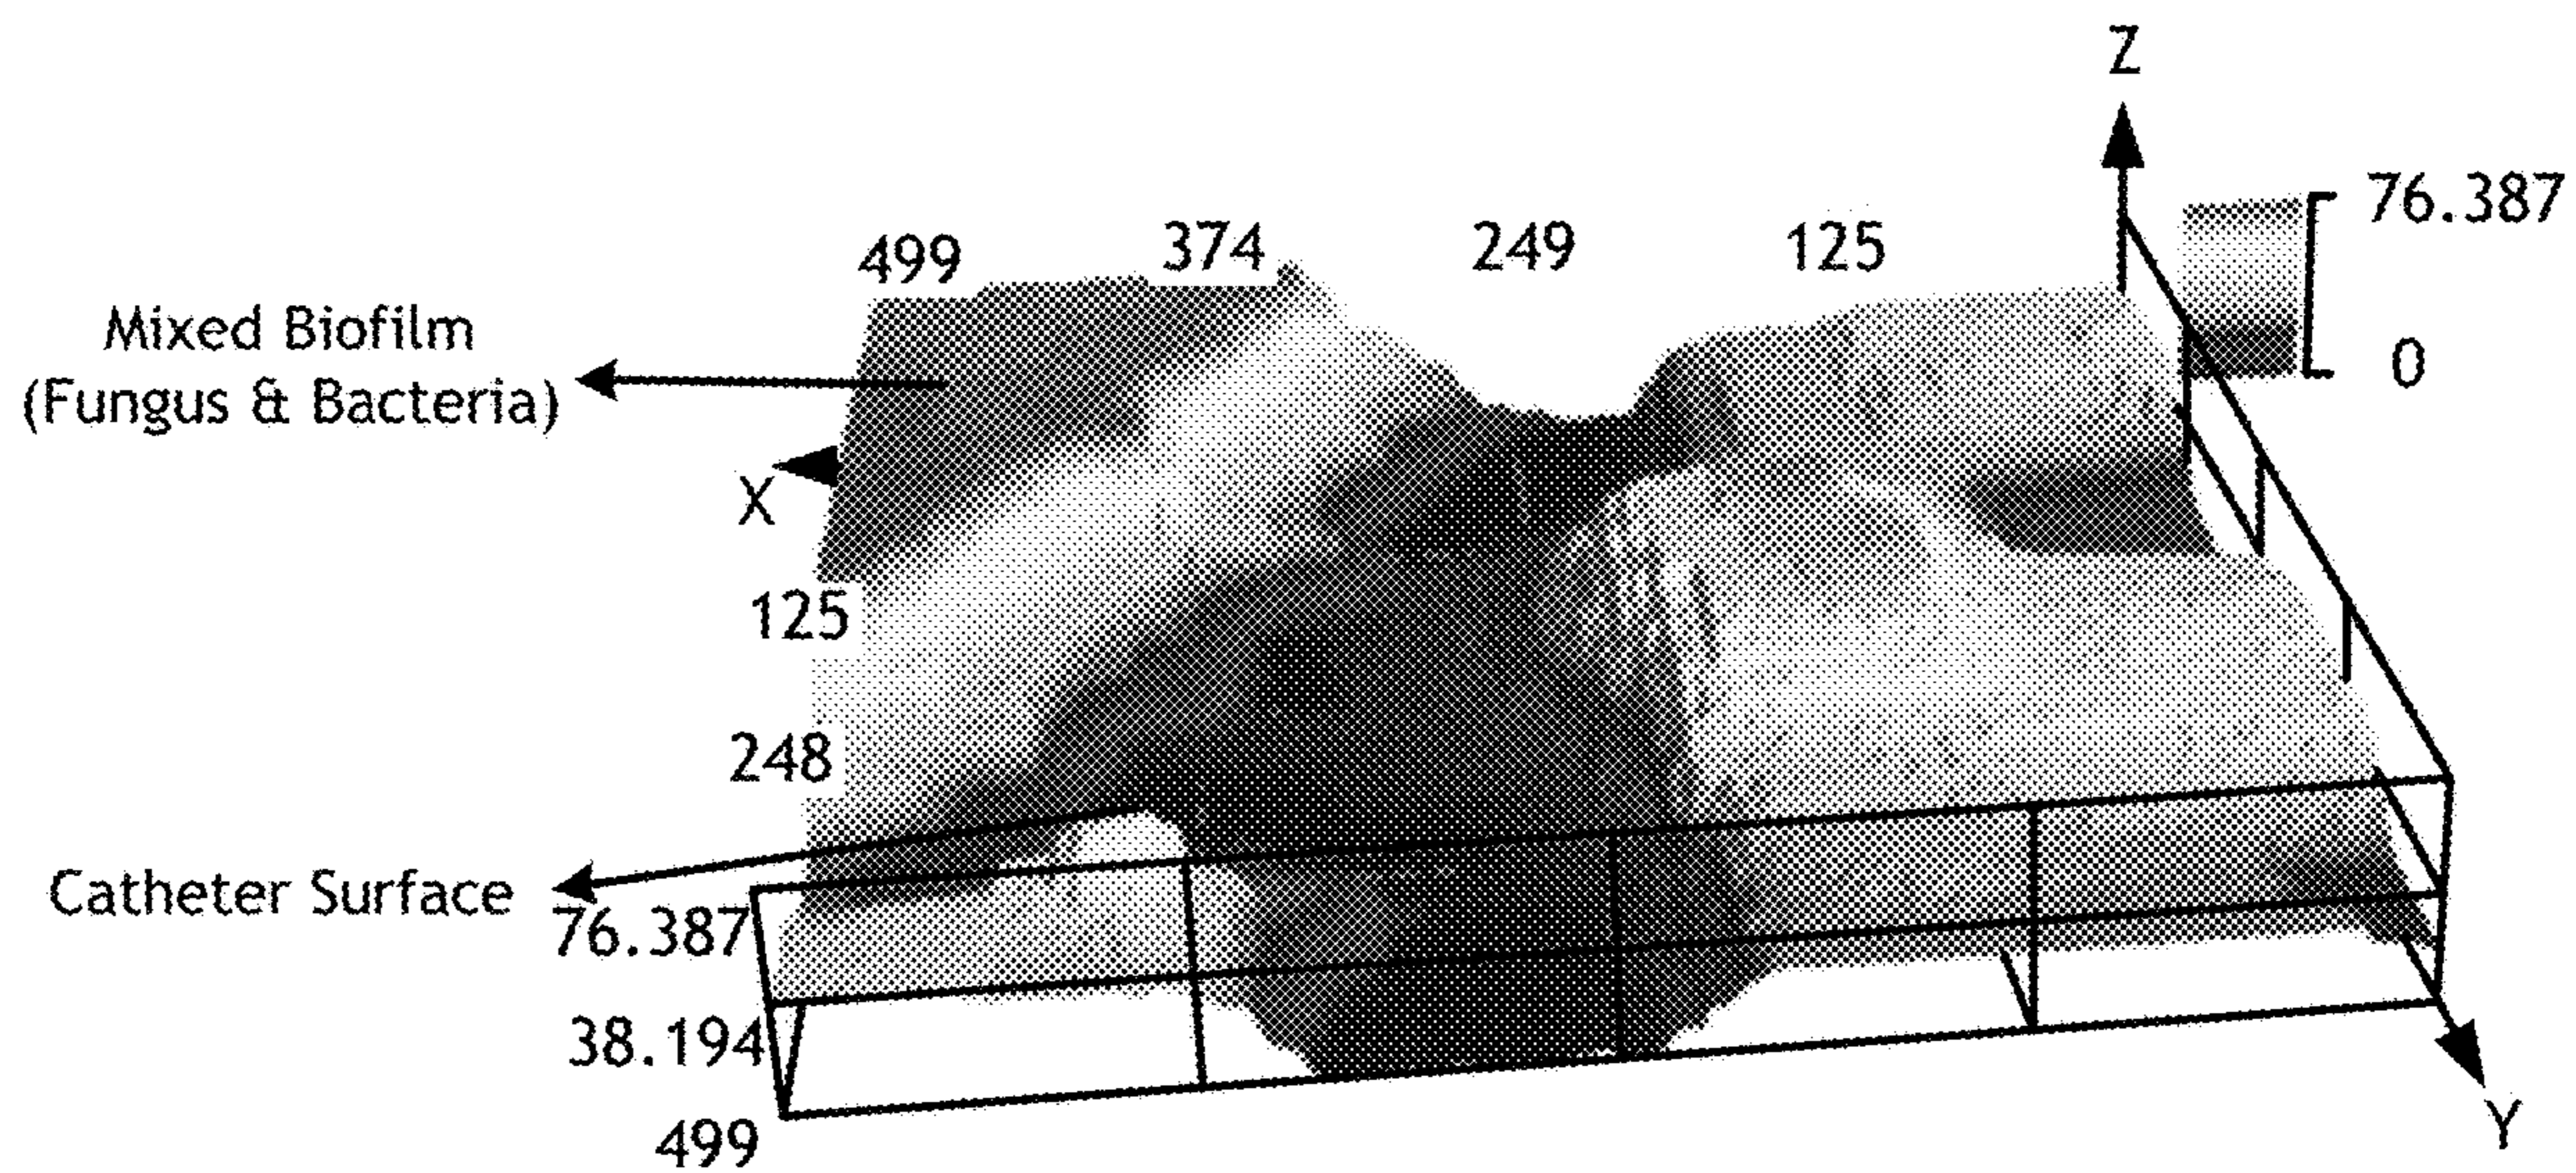 Z
76.387
499
374
249
125
Mixed Biofilm
(Fungus & Bacteria)
0
X
125
248
Catheter Surface
76.387
38.194
499
Y